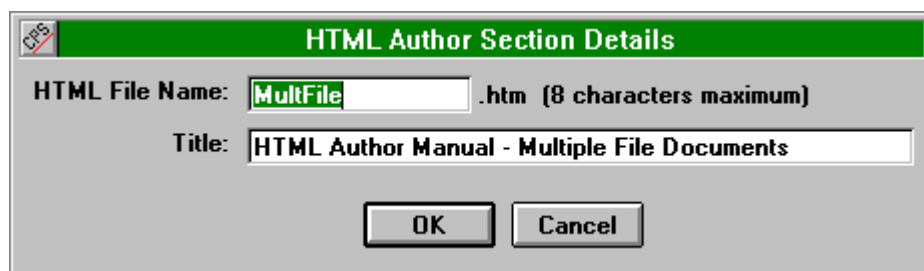 CPS HTML Author Section Details
HTML File Name: MultFile .htm (8 characters maximum)
Title: HTML Author Manual - Multiple File Documents
OK Cancel